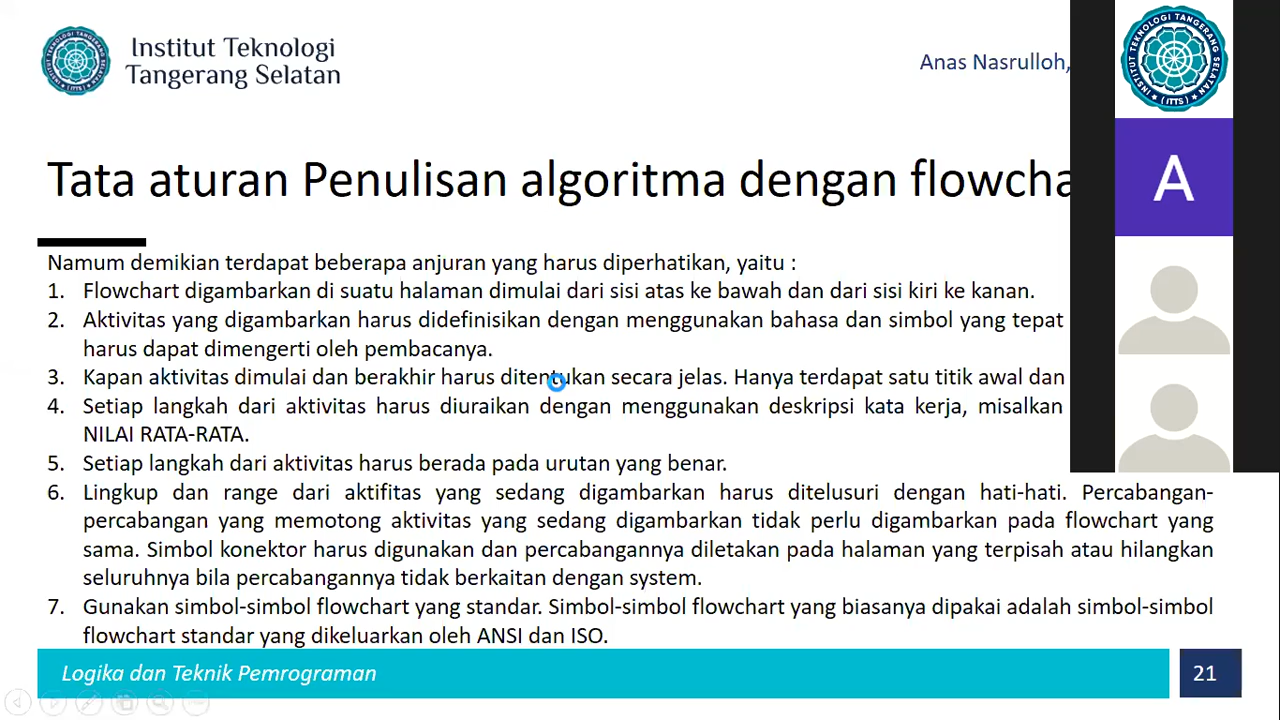 Institut Teknologi
Tangerang Selatan
Anas Nasrulloh,
INSTITUT TEKNOLOGI TANGERANG SELATAN
(ITTS)
A
Tata aturan Penulisan algoritma dengan flowcha
Namum demikian terdapat beberapa anjuran yang harus diperhatikan, yaitu :
1. Flowchart digambarkan di suatu halaman dimulai dari sisi atas ke bawah dan dari sisi kiri ke kanan.
2. Aktivitas yang digambarkan harus didefinisikan dengan menggunakan bahasa dan simbol yang tepat
harus dapat dimengerti oleh pembacanya.
3. Kapan aktivitas dimulai dan berakhir harus ditentukan secara jelas. Hanya terdapat satu titik awal dan
4. Setiap langkah dari aktivitas harus diuraikan dengan menggunakan deskripsi kata kerja, misalkan
NILAI RATA-RATA.
5. Setiap langkah dari aktivitas harus berada pada urutan yang benar.
6. Lingkup dan range dari aktifitas yang sedang digambarkan harus ditelusuri dengan hati-hati. Percabangan-
percabangan yang memotong aktivitas yang sedang digambarkan tidak perlu digambarkan pada flowchart yang
sama. Simbol konektor harus digunakan dan percabangannya diletakan pada halaman yang terpisah atau hilangkan
seluruhnya bila percabangannya tidak berkaitan dengan system.
7. Gunakan simbol-simbol flowchart yang standar. Simbol-simbol flowchart yang biasanya dipakai adalah simbol-simbol
flowchart standar yang dikeluarkan oleh ANSI dan ISO.
Logika dan Teknik Pemrograman
21